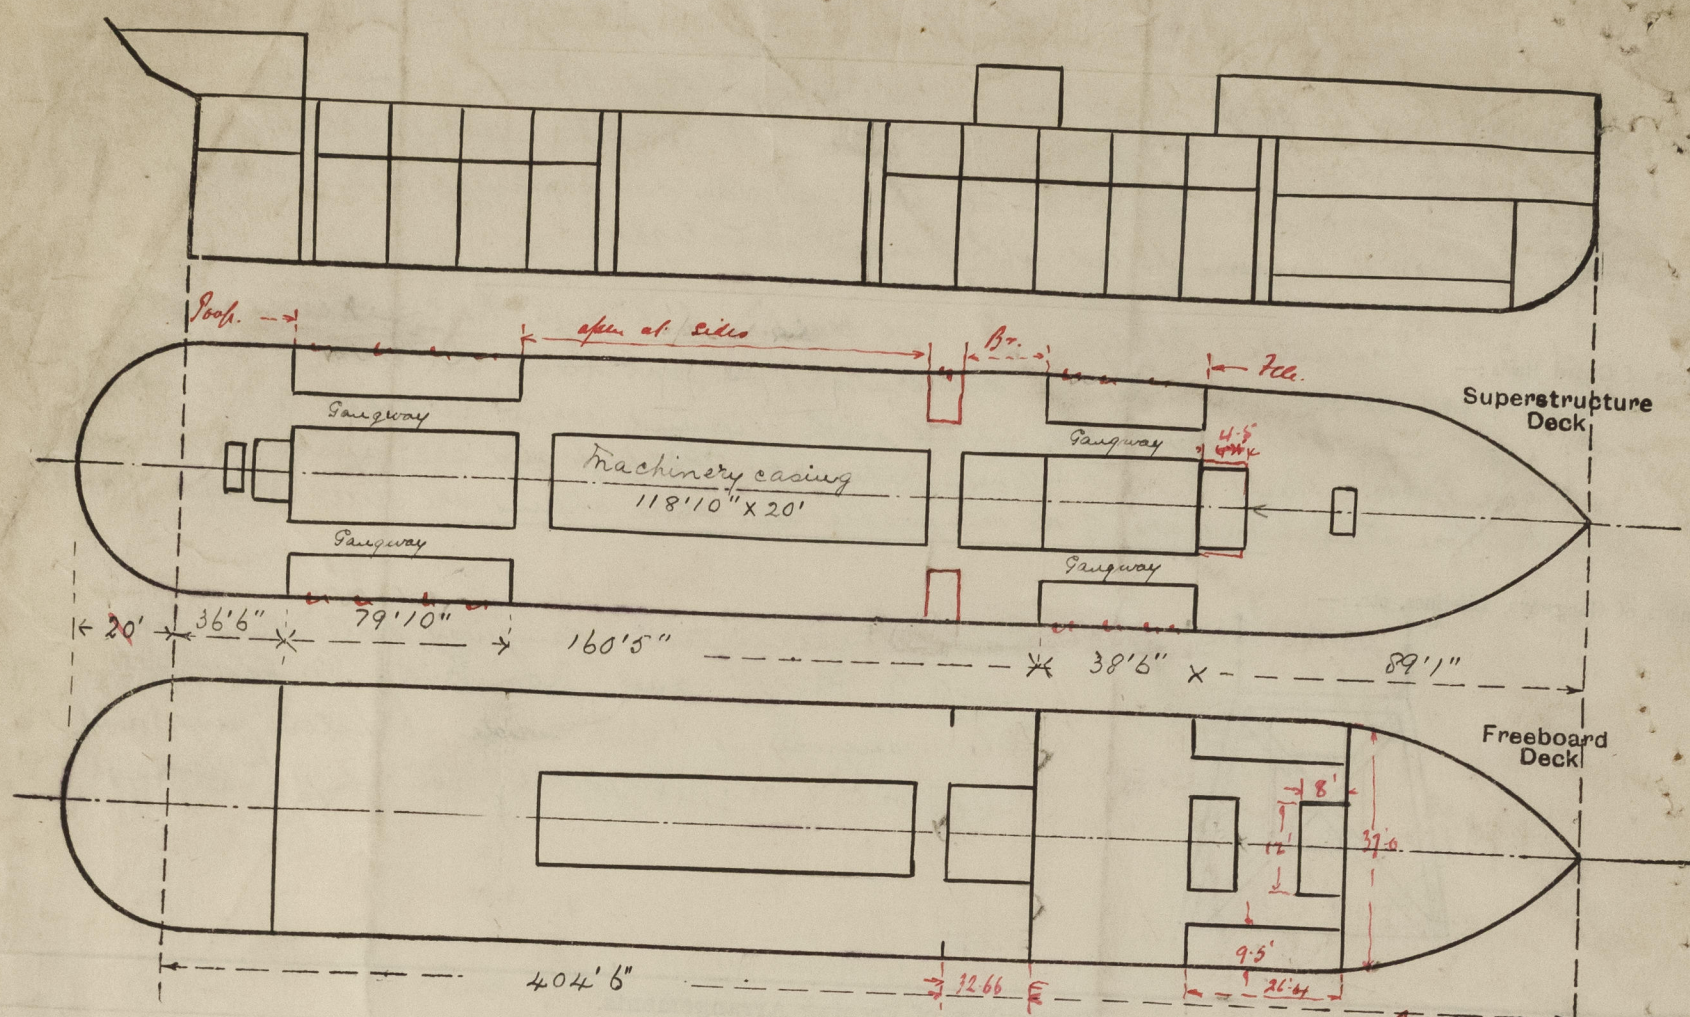 Poop.
open at sides
Br.
Fcle.
Superstructure
Deck
Gangway
Gangway
4.5
Machinery casing
118'10" x 20'
Gangway
Gangway
20'
36'6"
79'10"
160'5"
38'6"
89'1"
Freeboard
Deck
8'
12'
37.0
9.5'
404'6"
32.66
26.4